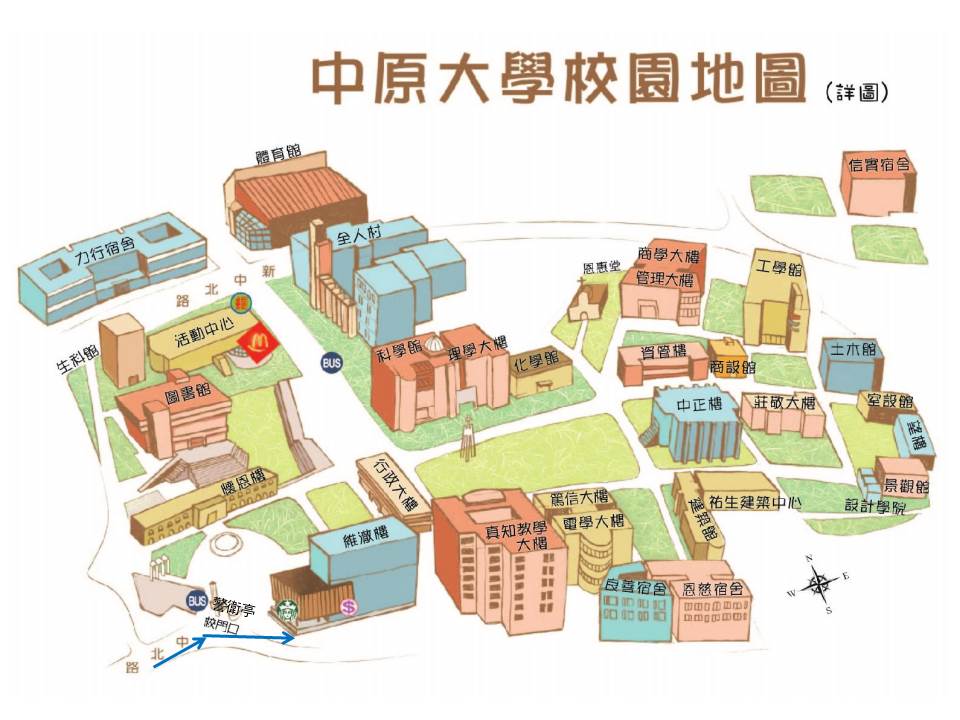 中原大學校園地圖(詳圖)
體育館
信實宿舍
全人村
力行宿舍
商學大樓
管理大樓
恩惠堂
工學館
新
中
北
路
活動中心
生科館
BUS
科學館
理學大樓
化學館
資管樓
商設館
土木館
圖書館
中正樓
莊敬大樓
室設館
懷恩樓
行政大樓
景觀館
設計學院
篤信大樓
電學大樓
真知教學
大樓
祐生建築中心
建築館
維澈樓
良善宿舍
恩慈宿舍
N
E
W
S
BUS
警衛亭
校門口
$
中
北
路